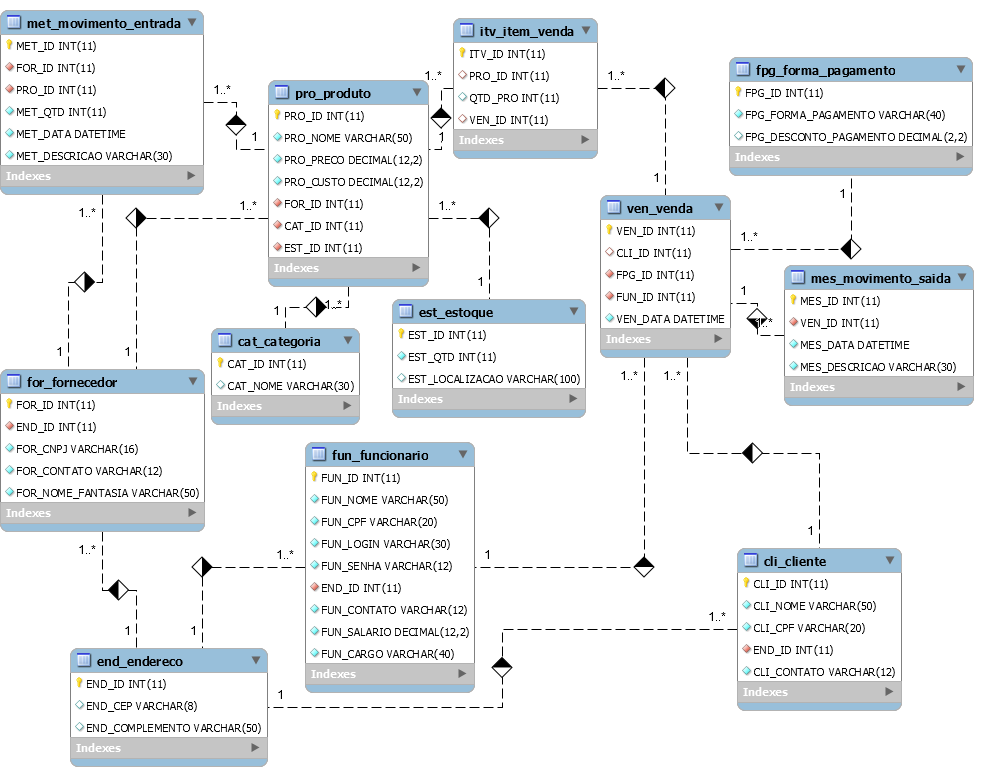 met_movimento_entrada
MET_ID INT(11)
FOR_ID INT(11)
PRO_ID INT(11)
MET_QTD INT(11)
MET_DATA DATETIME
MET_DESCRICAO VARCHAR(30)
Indexes
pro_produto
PRO_ID INT(11)
PRO_NOME VARCHAR(50)
PRO_PRECO DECIMAL(12,2)
PRO_CUSTO DECIMAL(12,2)
FOR_ID INT(11)
CAT_ID INT(11)
EST_ID INT(11)
Indexes
itv_item_venda
ITV_ID INT(11)
PRO_ID INT(11)
QTD_PRO INT(11)
VEN_ID INT(11)
Indexes
fpg_forma_pagamento
FPG_ID INT(11)
FPG_FORMA_PAGAMENTO VARCHAR(40)
FPG_DESCONTO_PAGAMENTO DECIMAL(2,2)
Indexes
ven_venda
VEN_ID INT(11)
CLI_ID INT(11)
FPG_ID INT(11)
FUN_ID INT(11)
VEN_DATA DATETIME
Indexes
mes_movimento_saida
MES_ID INT(11)
VEN_ID INT(11)
MES_DATA DATETIME
MES_DESCRICAO VARCHAR(30)
Indexes
cat_categoria
CAT_ID INT(11)
CAT_NOME VARCHAR(30)
Indexes
est_estoque
EST_ID INT(11)
EST_QTD INT(11)
EST_LOCALIZACAO VARCHAR(100)
Indexes
for_fornecedor
FOR_ID INT(11)
END_ID INT(11)
FOR_CNPJ VARCHAR(16)
FOR_CONTATO VARCHAR(12)
FOR_NOME_FANTASIA VARCHAR(50)
Indexes
fun_funcionario
FUN_ID INT(11)
FUN_NOME VARCHAR(50)
FUN_CPF VARCHAR(20)
FUN_LOGIN VARCHAR(30)
FUN_SENHA VARCHAR(12)
END_ID INT(11)
FUN_CONTATO VARCHAR(12)
FUN_SALARIO DECIMAL(12,2)
FUN_CARGO VARCHAR(40)
Indexes
cli_cliente
CLI_ID INT(11)
CLI_NOME VARCHAR(50)
CLI_CPF VARCHAR(20)
END_ID INT(11)
CLI_CONTATO VARCHAR(12)
Indexes
end_endereco
END_ID INT(11)
END_CEP VARCHAR(8)
END_COMPLEMENTO VARCHAR(50)
Indexes
1..*
1
1..*
1
1..*
1
1..*
1
1..*
1
1..*
1
1..*
1
1..*
1
1
1..*
1..*
1
1..*
1
1..*
1
1..*
1
1..*
1